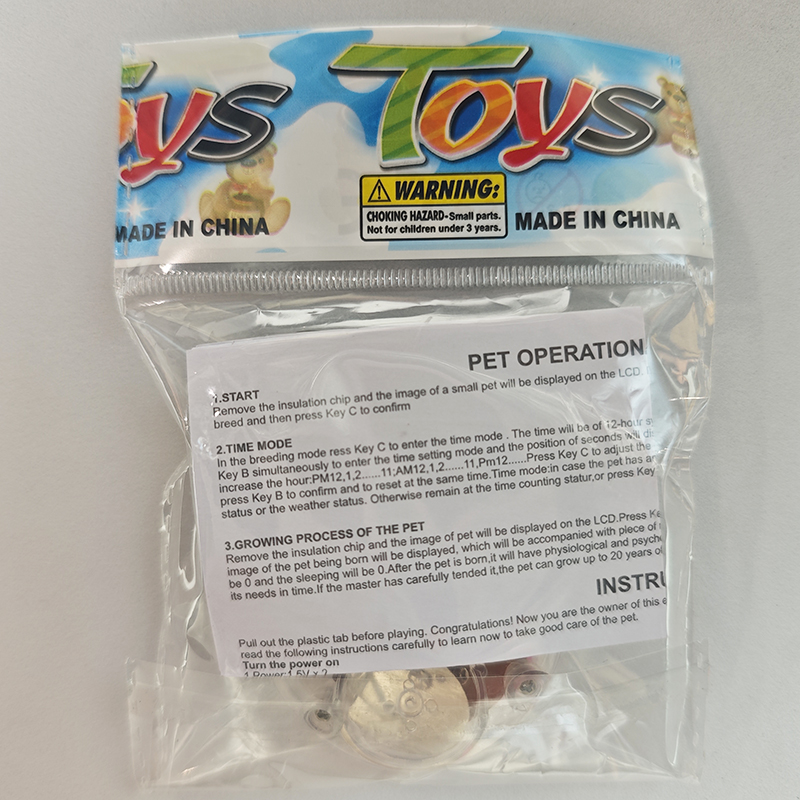 Toys
Toys
WARNING:
CHOKING HAZARD-Small parts.
Not for children under 3 years.
MADE IN CHINA
MADE IN CHINA
PET OPERATION
1.START
Remove the insulation chip and the image of a small pet will be displayed on the LCD.
breed and then press Key C to confirm
2.TIME MODE
In the breeding mode ress Key C to enter the time mode . The time will be of 12-hour
Key B simultaneously to enter the time setting mode and the position of seconds will
increase the hour:PM12,1,2......11;AM12,1,2......11,Pm12......Press Key C to adjust the
press Key B to confirm and to reset at the same time.Time mode:in case the pet has
status or the weather status. Otherwise remain at the time counting statur,or press Key
3.GROWING PROCESS OF THE PET
Remove the insulation chip and the image of pet will be displayed on the LCD.Press
image of the pet being born will be displayed, which will be accompanied with piece of
be 0 and the sleeping will be 0.After the pet is born,it will have physiological and
its needs in time.If the master has carefully tended it,the pet can grow up to 20 years
INSTRU
Pull out the plastic tab before playing. Congratulations! Now you are the owner of this
read the following instructions carefully to learn now to take good care of the pet.
Turn the power on
1.Power:1.5V x 2